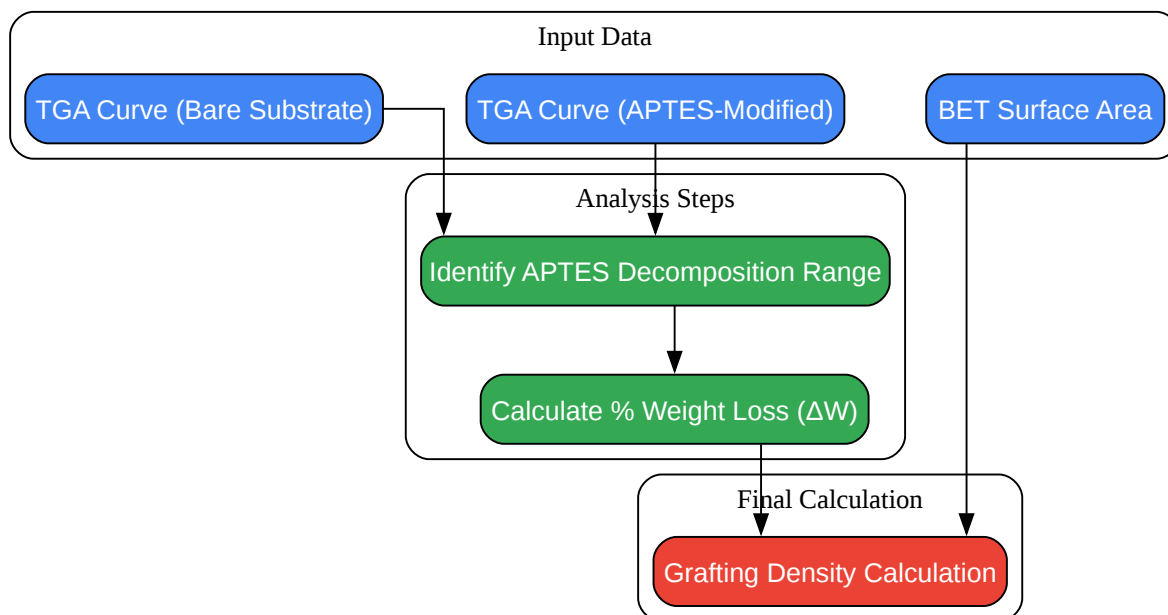 Input Data
TGA Curve (Bare Substrate)
TGA Curve (APTES-Modified)
BET Surface Area
Analysis Steps
Identify APTES Decomposition Range
Calculate % Weight Loss (ΔW)
Final Calculation
Grafting Density Calculation